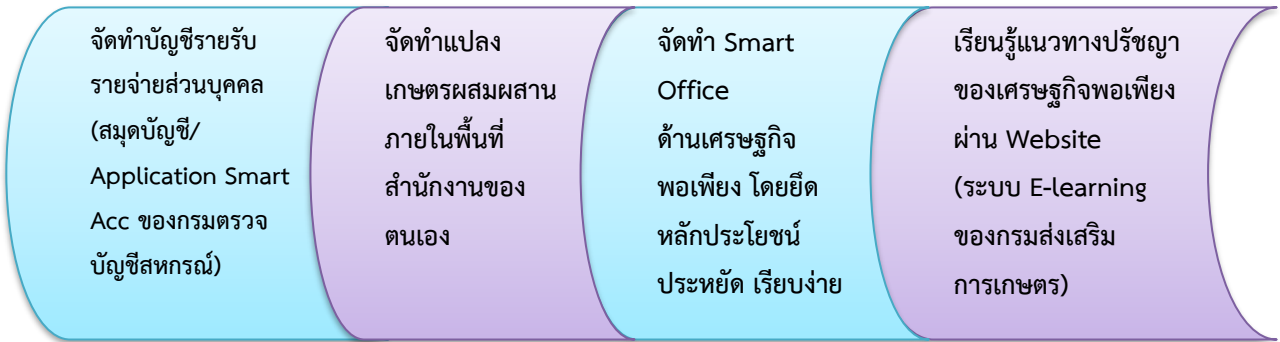 จัดทำบัญชีรายรับ
รายจ่ายส่วนบุคคล
(สมุดบัญชี/
Application Smart
Acc ของกรมตรวจ
บัญชีสหกรณ์)
จัดทำแปลง
เกษตรผสมผสาน
ภายในพื้นที่
สำนักงานของ
ตนเอง
จัดทำ Smart
Office
ด้านเศรษฐกิจ
พอเพียง โดยยึด
หลักประโยชน์
ประหยัด เรียบง่าย
เรียนรู้แนวทางปรัชญา
ของเศรษฐกิจพอเพียง
ผ่าน Website
(ระบบ E-learning
ของกรมส่งเสริม
การเกษตร)